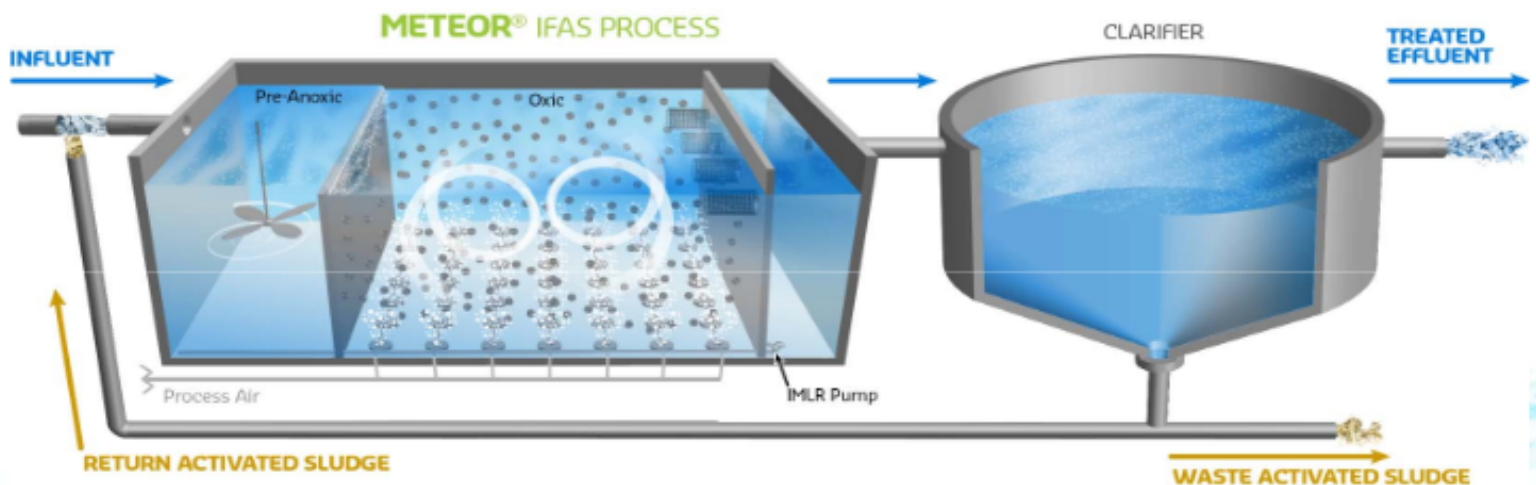 METEOR® IFAS PROCESS
CLARIFIER
INFLUENT
TREATED
EFFLUENT
Pre-Anoxic
Oxic
Process Air
IMLR Pump
RETURN ACTIVATED SLUDGE
WASTE ACTIVATED SLUDGE